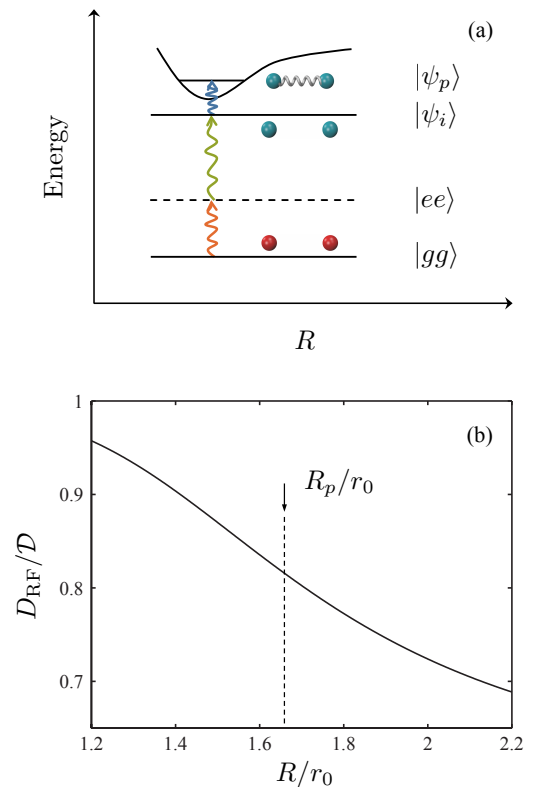 (a)
|ψ_p⟩
|ψ_i⟩
|ee⟩
|gg⟩
Energy
R
1
(b)
R_p/r_0
0.9
0.8
0.7
D_RF/𝒟
1.2 1.4 1.6 1.8 2 2.2
R/r_0